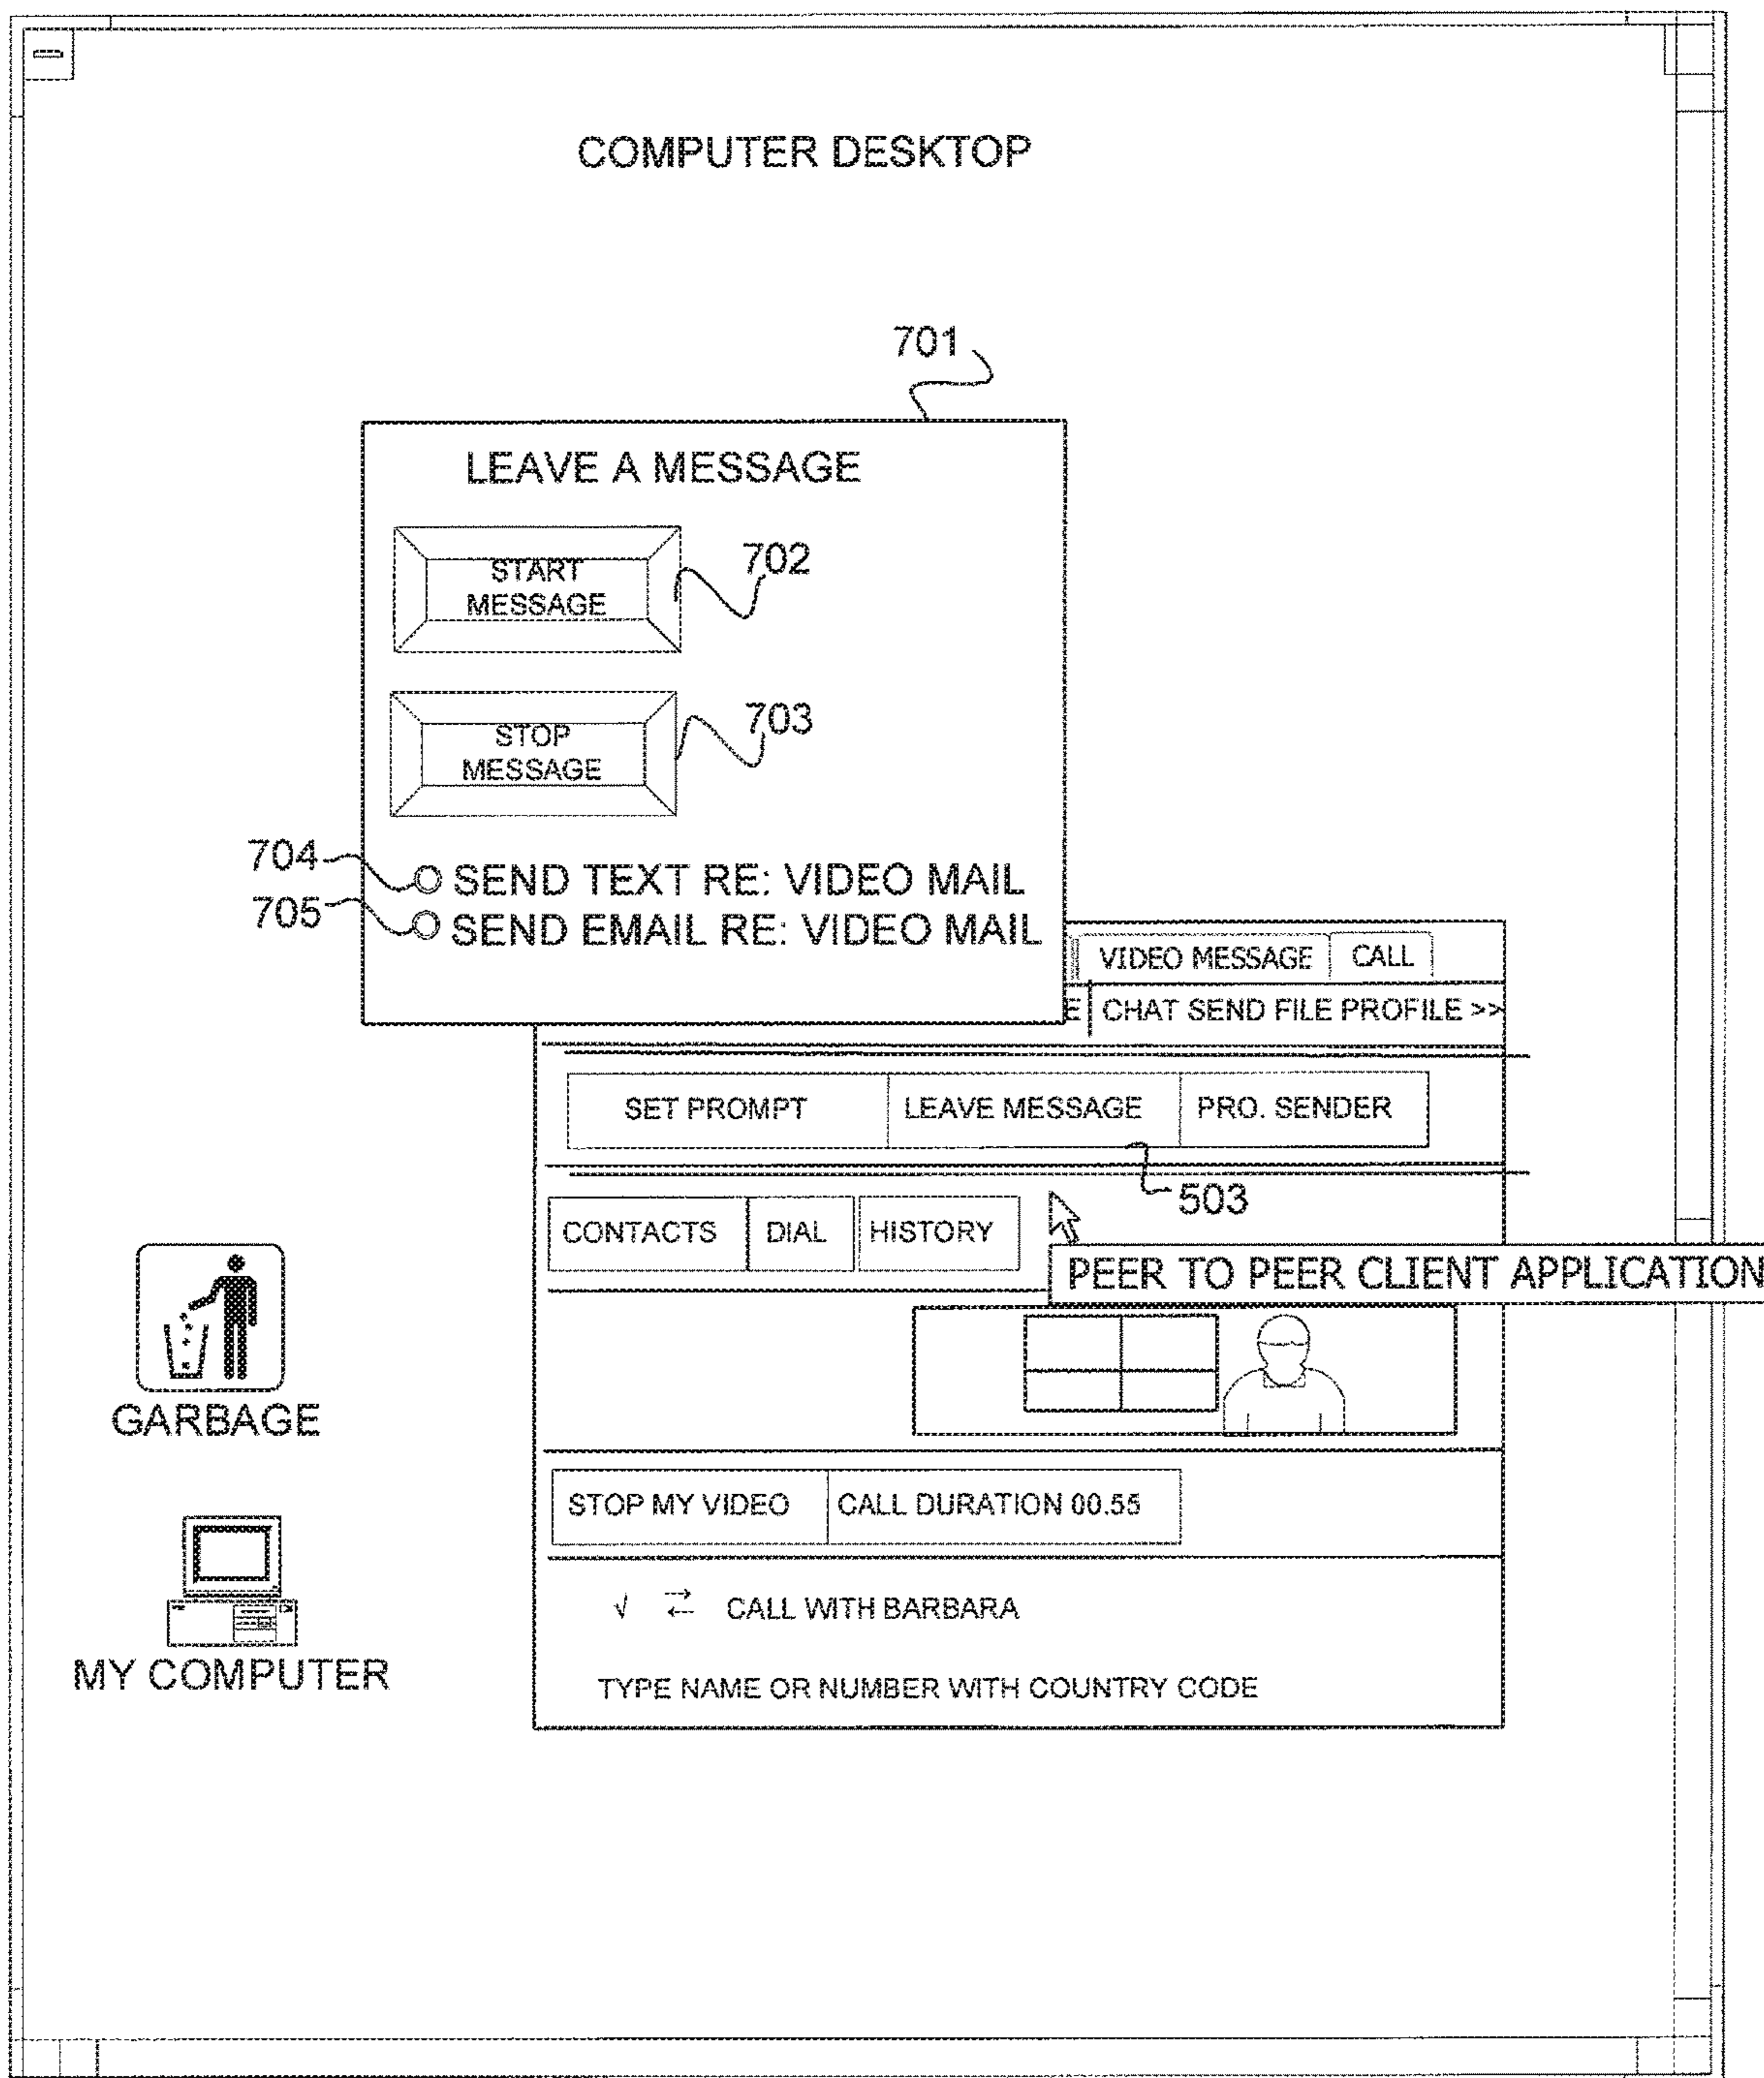 COMPUTER DESKTOP
701
LEAVE A MESSAGE
START
MESSAGE
702
STOP
MESSAGE
703
704
SEND TEXT RE: VIDEO MAIL
705
SEND EMAIL RE: VIDEO MAIL
VIDEO MESSAGE CALL
E CHAT SEND FILE PROFILE >>
SET PROMPT LEAVE MESSAGE PRO. SENDER
503
CONTACTS DIAL HISTORY
PEER TO PEER CLIENT APPLICATION
GARBAGE
STOP MY VIDEO CALL DURATION 00.55
√ CALL WITH BARBARA
MY COMPUTER
TYPE NAME OR NUMBER WITH COUNTRY CODE